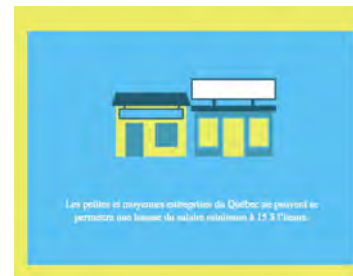 Les petites et moyennes entreprises du Québec ne peuvent se
permettre une hausse du salaire minimum à 15 $ l'heure.